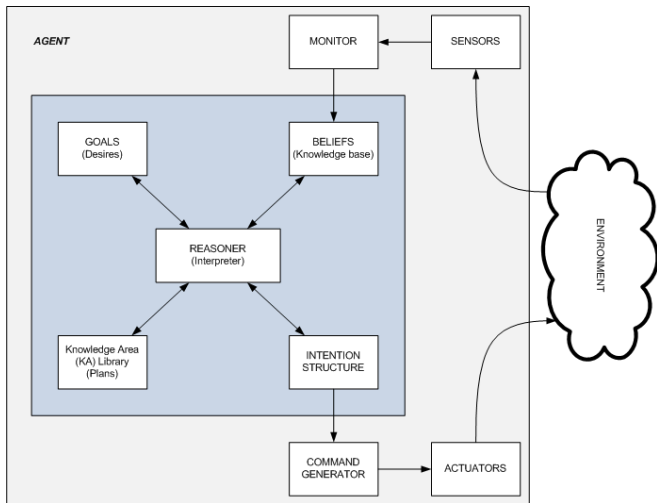 AGENT
MONITOR
SENSORS
GOALS
(Desires)
BELIEFS
(Knowledge base)
REASONER
(Interpreter)
ENVIRONMENT
Knowledge Area
(KA) Library
(Plans)
INTENTION
STRUCTURE
COMMAND
GENERATOR
ACTUATORS